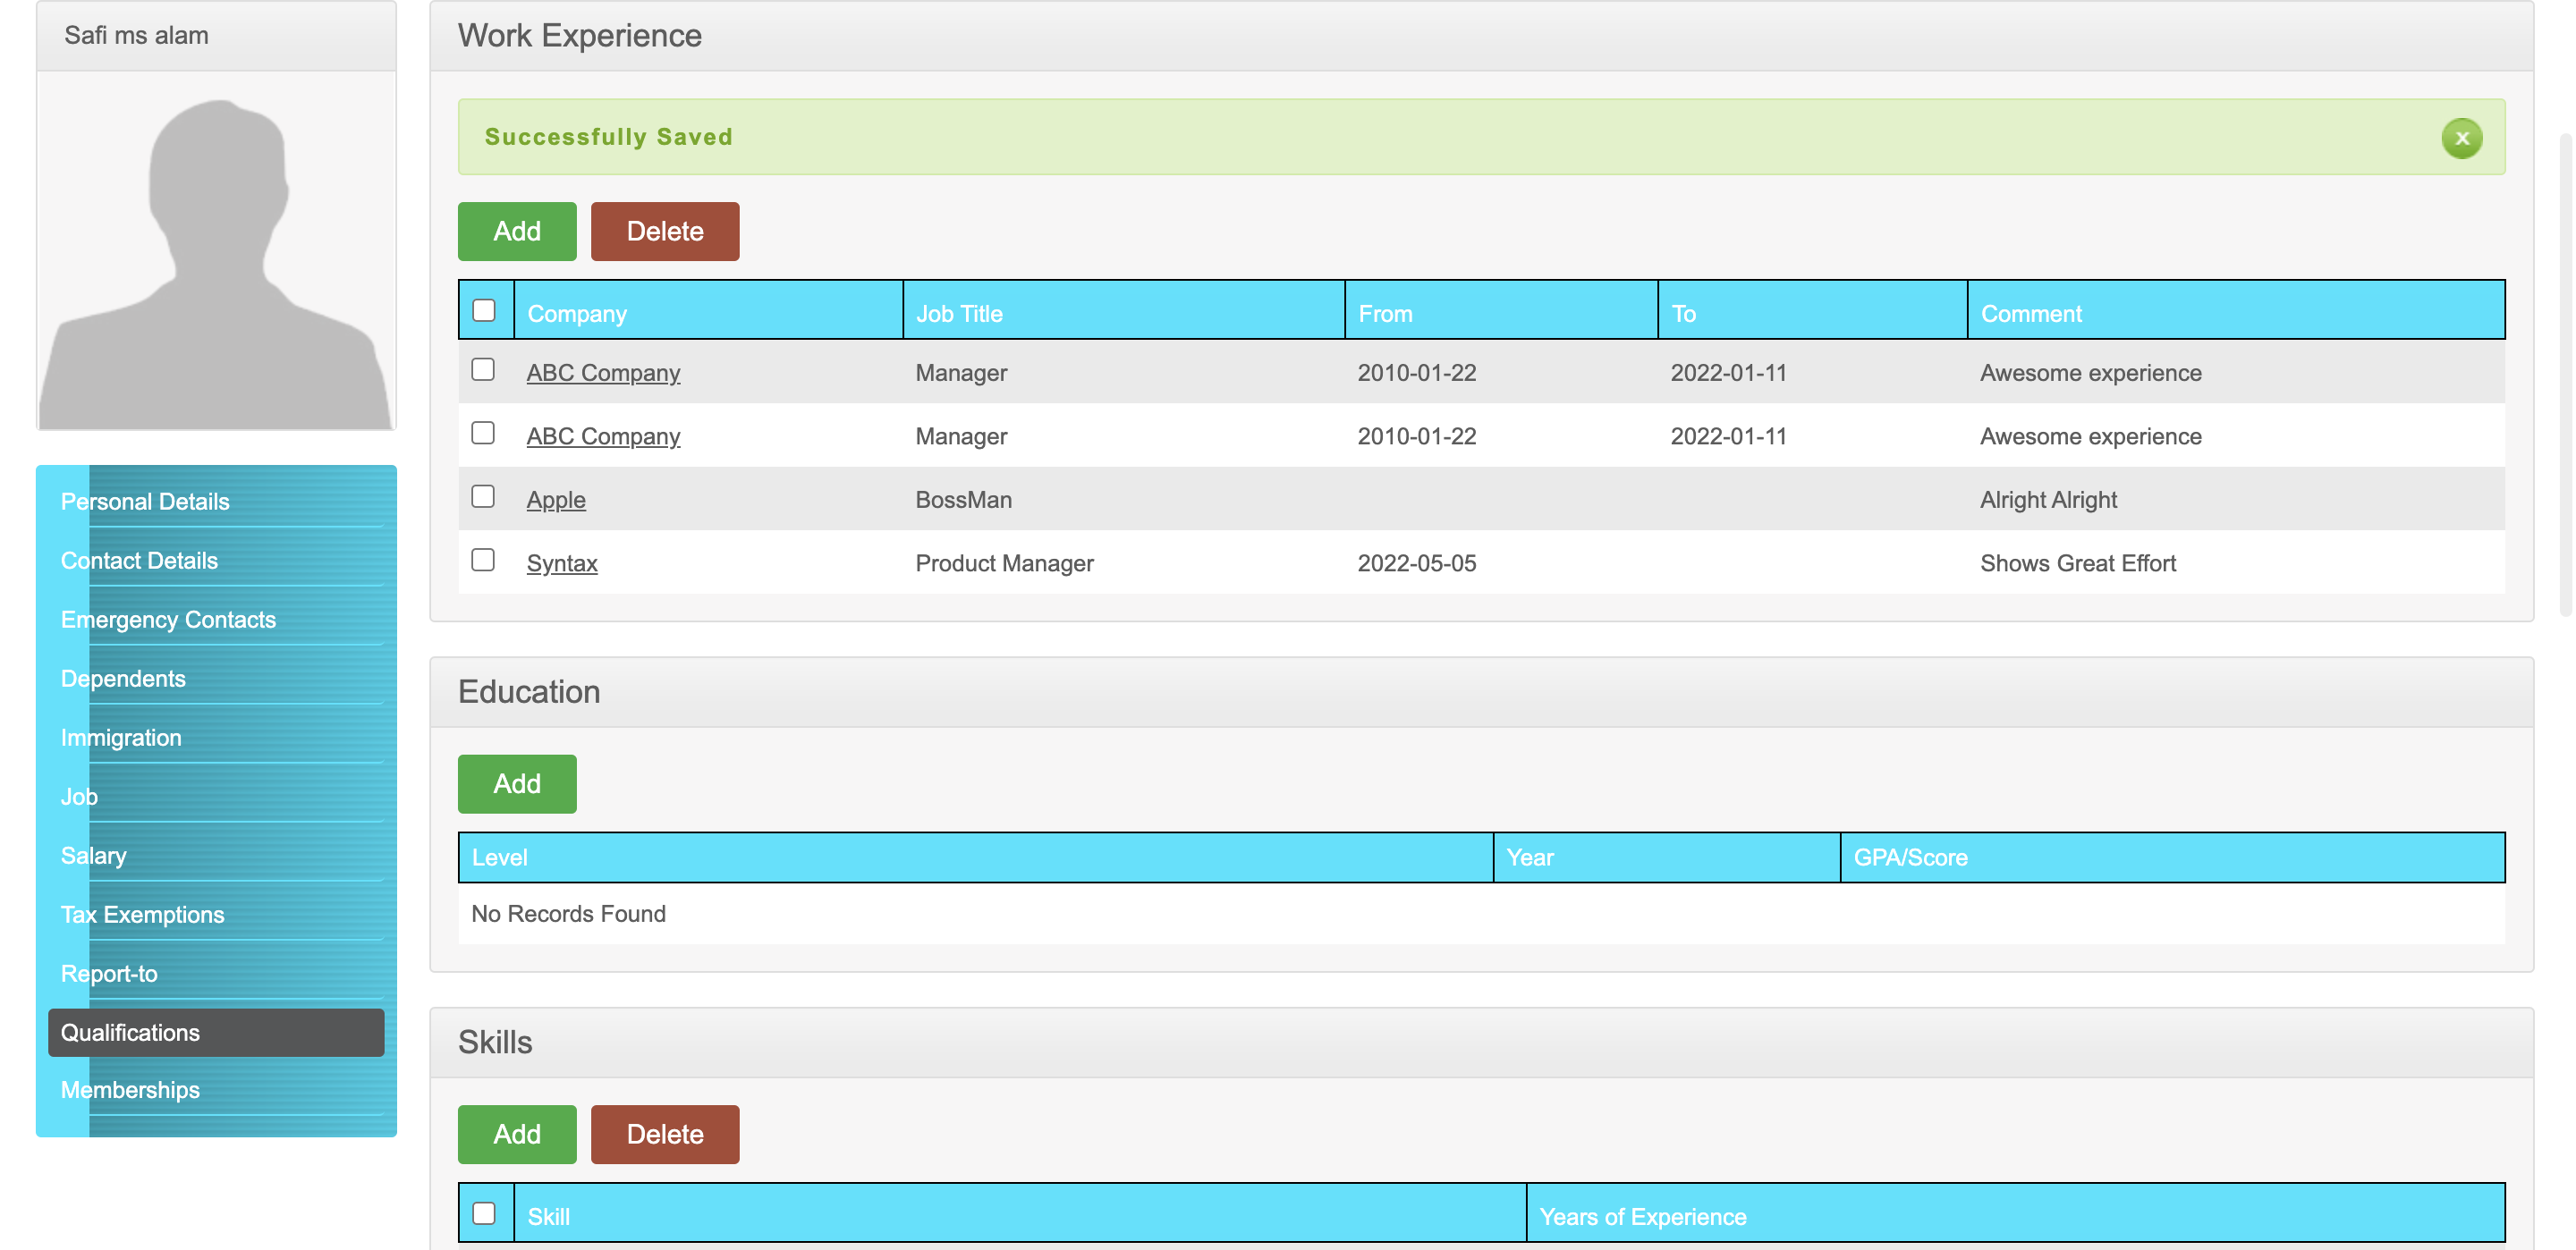 Safi ms alam
Personal Details
Contact Details
Emergency Contacts
Dependents
Immigration
Job
Salary
Tax Exemptions
Report-to
Qualifications
Memberships
Work Experience
Successfully Saved
x
Add Delete
Company Job Title From To Comment
ABC Company Manager 2010-01-22 2022-01-11 Awesome experience
ABC Company Manager 2010-01-22 2022-01-11 Awesome experience
Apple BossMan Alright Alright
Syntax Product Manager 2022-05-05 Shows Great Effort
Education
Add
Level Year GPA/Score
No Records Found
Skills
Add Delete
Skill Years of Experience